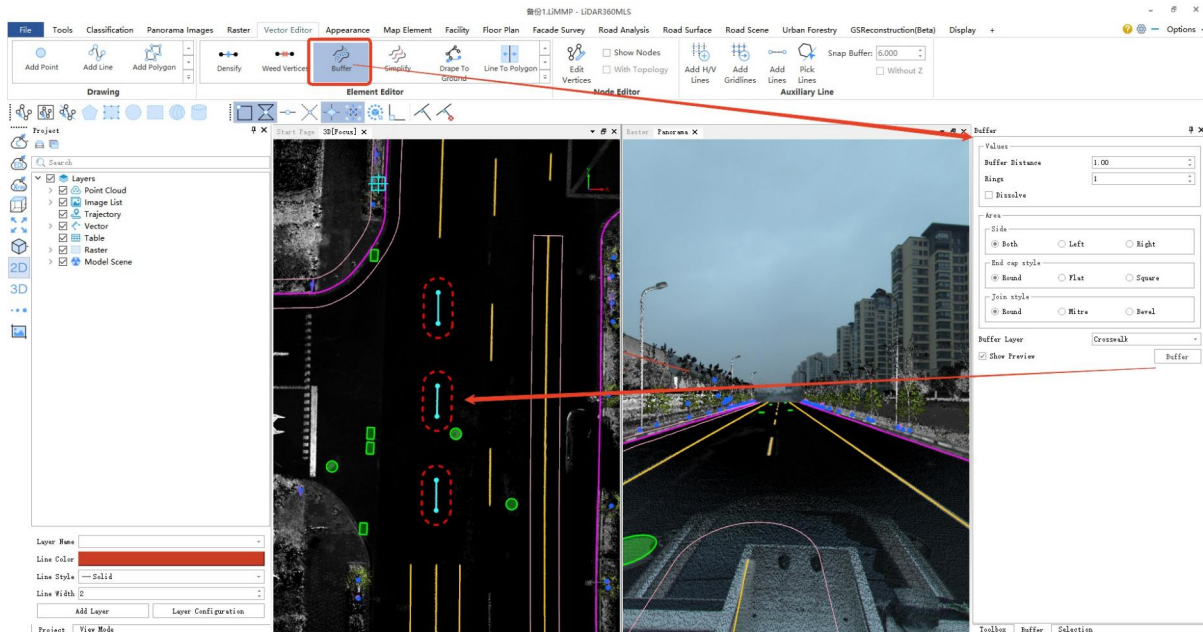 备份1.LiMMP - LiDAR360MLS
File Tools Classification Panorama Images Raster Vector Editor Appearance Map Element Facility Floor Plan Facade Survey Road Analysis Road Surface Road Scene Urban Forestry GSReconstruction(Beta) Display + Options
Add Point Add Line Add Polygon Densify Weed Vertices Buffer Simplify Drape To Ground Line To Polygon Edit Vertices Show Nodes With Topology Add H/V Lines Add Gridlines Add Lines Pick Lines Snap Buffer: 6.000 Without Z
Drawing Element Editor Node Editor Auxiliary Line
Project
Search
Layers
Point Cloud
Image List
Trajectory
Vector
Table
Raster
Model Scene
2D
3D
Layer Name
Line Color
Line Style Solid
Line Width 2
Add Layer Layer Configuration
Project View Mode
Start Page 3D[Focus]
Raster Panorama
Buffer
Values
Buffer Distance 1.00
Rings 1
Dissolve
Area
Side
Both Left Right
End cap style
Round Flat Square
Join style
Round Mitre Bevel
Buffer Layer Crosswalk
Show Preview Buffer
Toolbox Buffer Selection